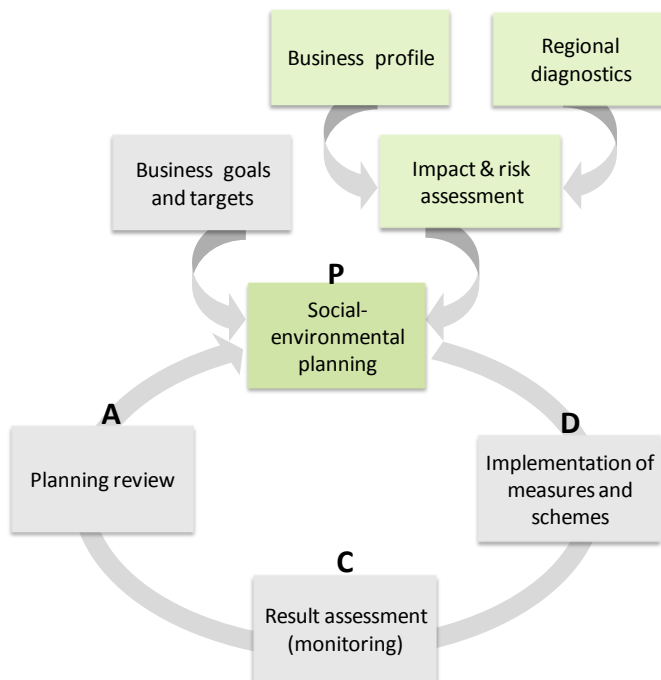 Business profile
Regional
diagnostics
Business goals
and targets
Impact & risk
assessment
P
Social-
environmental
planning
A
Planning review
D
Implementation of
measures and
schemes
C
Result assessment
(monitoring)